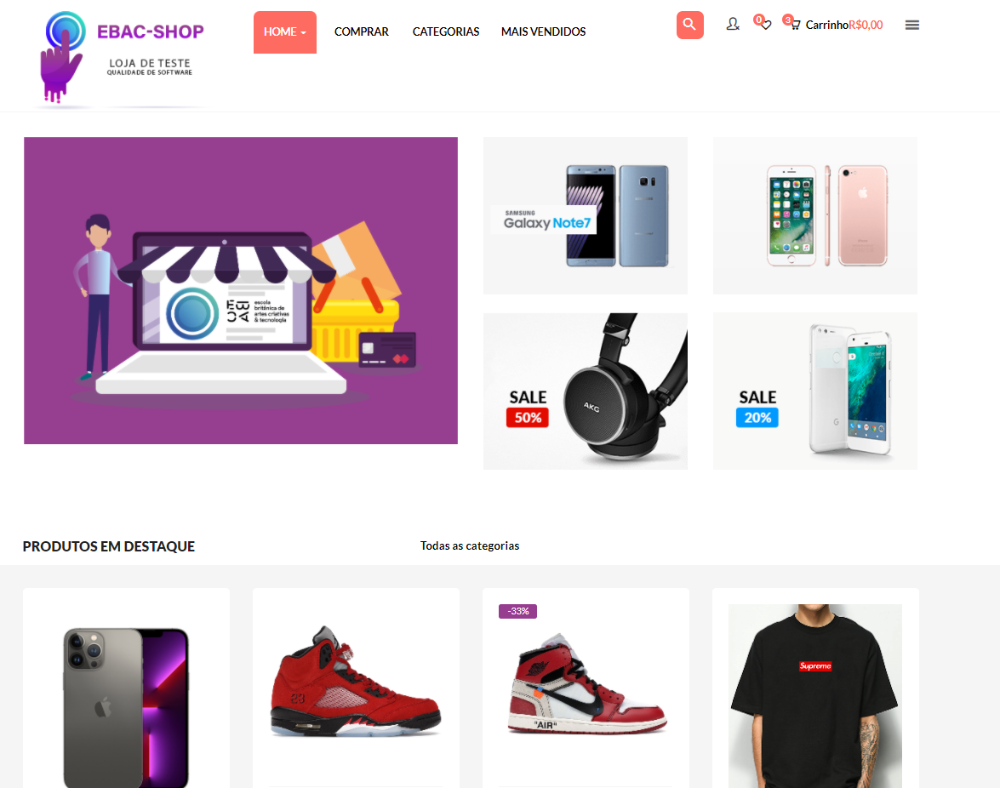 EBAC-SHOP
LOJA DE TESTE
QUALIDADE DE SOFTWARE
HOME
COMPRAR
CATEGORIAS
MAIS VENDIDOS
0
3
CarrinhoR$0,00
EBAC
escola
britânica de
artes criativas
& tecnologia
SAMSUNG
Galaxy Note7
SALE
50%
AKG
SALE
20%
G
PRODUTOS EM DESTAQUE
Todas as categorias
23
-33%
"AIR"
Supreme